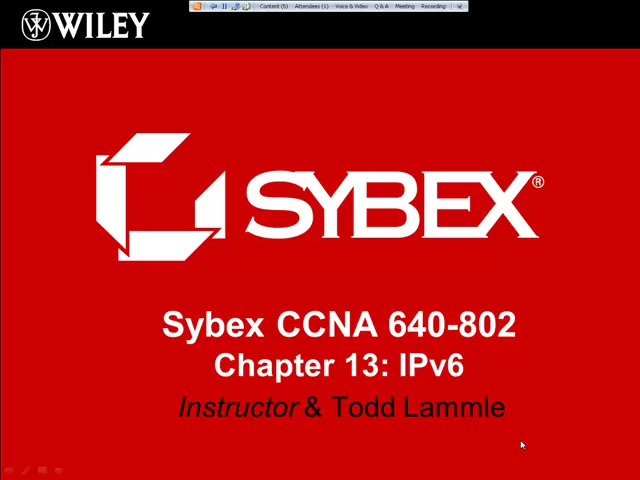 Content (5) Attendees (1) Voice & Video Q & A Meeting Recording
WILEY
SYBEX®
Sybex CCNA 640-802
Chapter 13: IPv6
Instructor & Todd Lammle